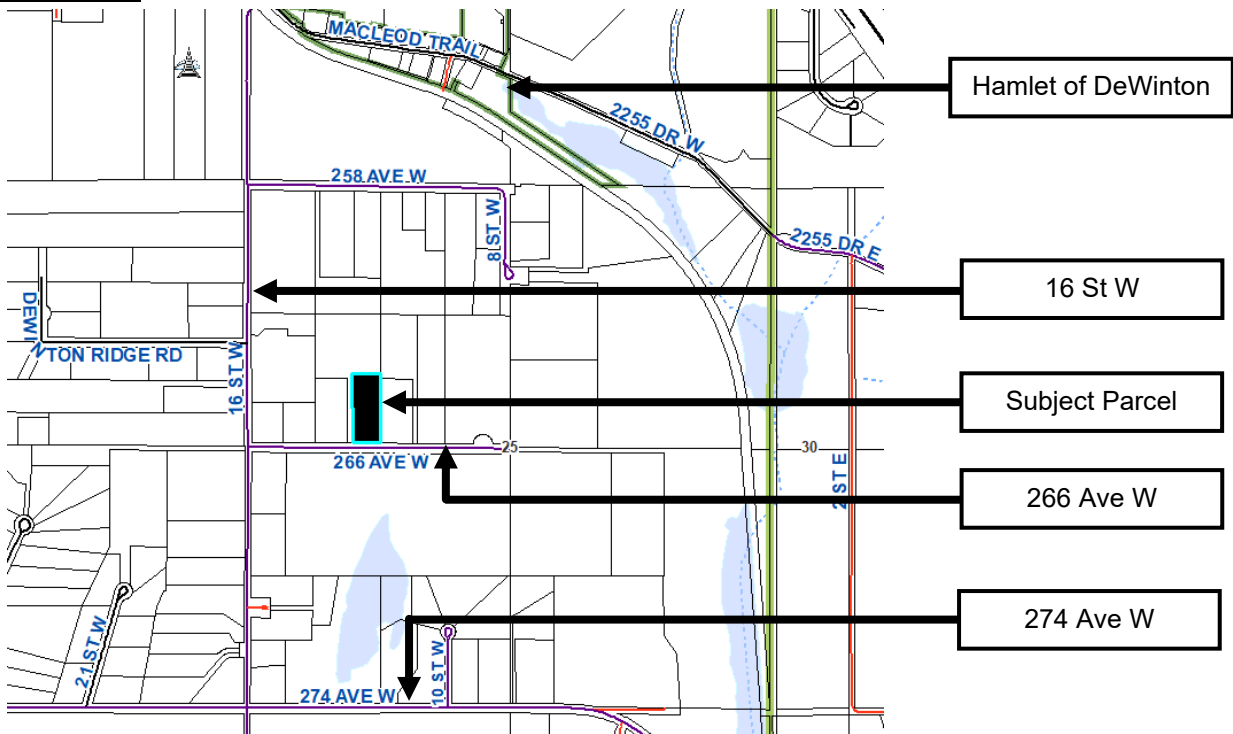 MACLEOD TRAIL
Hamlet of DeWinton
2255 DR W
258 AVE W
8 ST W
2255 DR E
16 St W
DEWINTON RIDGE RD
16 ST W
Subject Parcel
25
30
266 AVE W
2 ST E
266 Ave W
274 Ave W
21 ST W
10 ST W
274 AVE W